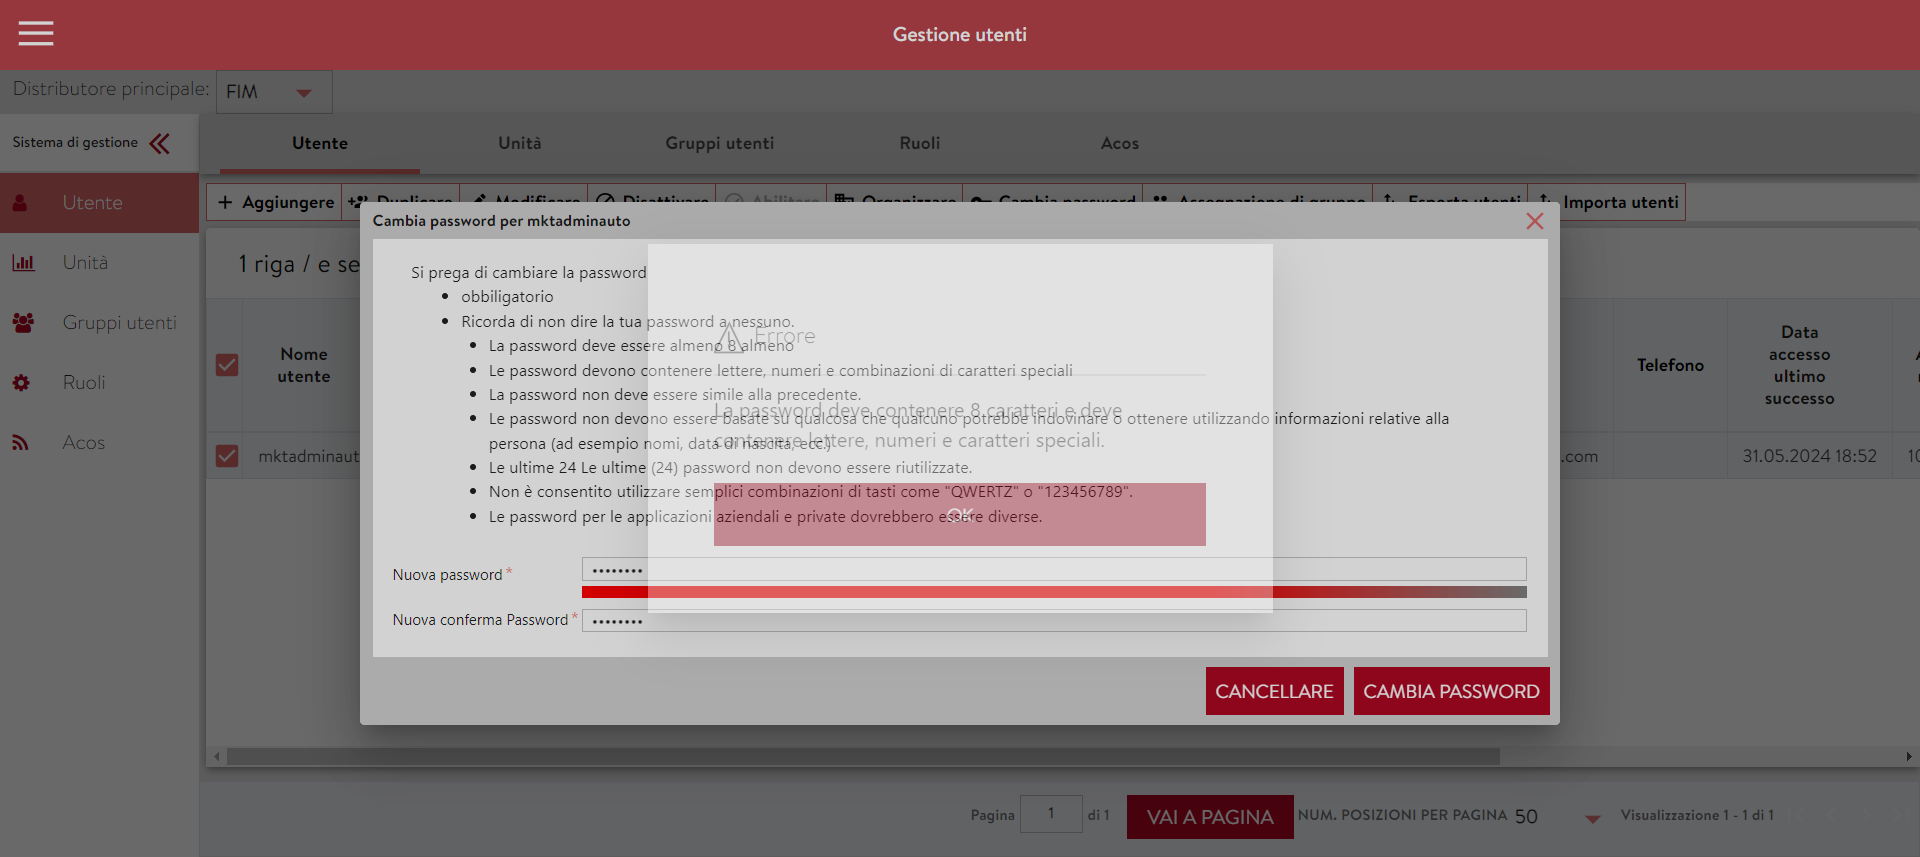 Gestione utenti
Distributore principale: FIM
Sistema di gestione
Utente
Unità
Gruppi utenti
Ruoli
Acos
Utente
Unità
Gruppi utenti
Ruoli
Acos
Aggiungere
Duplicare
Modificare
Disattivare
Abilitare
Organizzare
Cambia password
Assegnazione di gruppo
Esporta utenti
Importa utenti
1 riga / e se
Nome
utente
Telefono
Data
accesso
ultimo
successo
mktadminaut
.com
31.05.2024 18:52
Cambia password per mktadminauto
Si prega di cambiare la password
• obbiligatorio
• Ricorda di non dire la tua password a nessuno.
• La password deve essere almeno 8 almeno
• Le password devono contenere lettere, numeri e combinazioni di caratteri speciali
• La password non deve essere simile alla precedente.
• Le password non devono essere basate su qualcosa che qualcuno potrebbe indovinare o ottenere utilizzando informazioni relative alla
persona (ad esempio nomi, data di nascita, ecc.)
• Le ultime 24 Le ultime (24) password non devono essere riutilizzate.
• Non è consentito utilizzare semplici combinazioni di tasti come "QWERTZ" o "123456789".
• Le password per le applicazioni aziendali e private dovrebbero essere diverse.
Errore
La password deve contenere 8 caratteri e deve
contenere lettere, numeri e caratteri speciali.
OK
Nuova password * ••••••••
Nuova conferma Password * ••••••••
CANCELLARE
CAMBIA PASSWORD
Pagina 1 di 1
VAI A PAGINA
NUM. POSIZIONI PER PAGINA 50
Visualizzazione 1 - 1 di 1